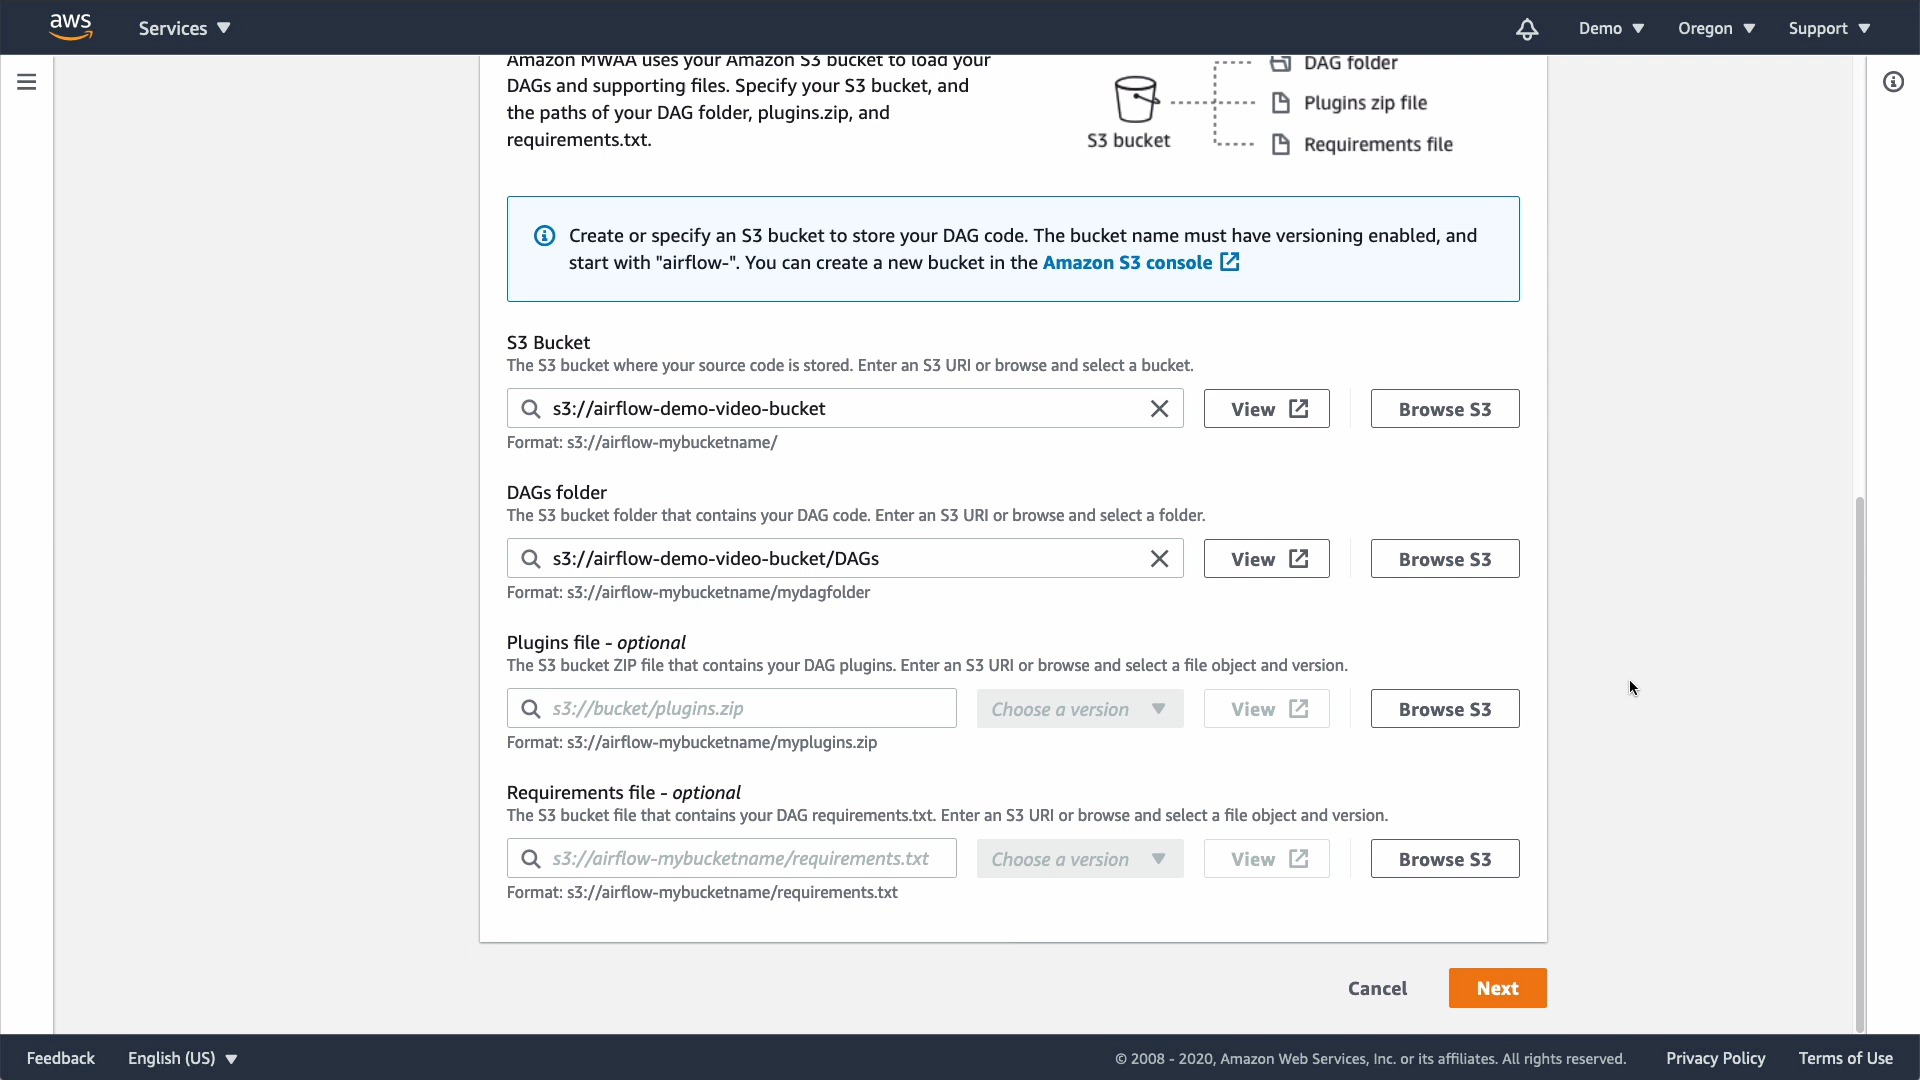 aws
Services
Demo
Oregon
Support
Amazon MWAA uses your Amazon S3 bucket to load your
DAGs and supporting files. Specify your S3 bucket, and
the paths of your DAG folder, plugins.zip, and
requirements.txt.
S3 bucket
DAG folder
Plugins zip file
Requirements file
Create or specify an S3 bucket to store your DAG code. The bucket name must have versioning enabled, and
start with "airflow-". You can create a new bucket in the Amazon S3 console
S3 Bucket
The S3 bucket where your source code is stored. Enter an S3 URI or browse and select a bucket.
s3://airflow-demo-video-bucket
View
Browse S3
Format: s3://airflow-mybucketname/
DAGs folder
The S3 bucket folder that contains your DAG code. Enter an S3 URI or browse and select a folder.
s3://airflow-demo-video-bucket/DAGs
View
Browse S3
Format: s3://airflow-mybucketname/mydagfolder
Plugins file - optional
The S3 bucket ZIP file that contains your DAG plugins. Enter an S3 URI or browse and select a file object and version.
s3://bucket/plugins.zip
Choose a version
View
Browse S3
Format: s3://airflow-mybucketname/myplugins.zip
Requirements file - optional
The S3 bucket file that contains your DAG requirements.txt. Enter an S3 URI or browse and select a file object and version.
s3://airflow-mybucketname/requirements.txt
Choose a version
View
Browse S3
Format: s3://airflow-mybucketname/requirements.txt
Cancel
Next
Feedback
English (US)
© 2008 - 2020, Amazon Web Services, Inc. or its affiliates. All rights reserved.
Privacy Policy
Terms of Use